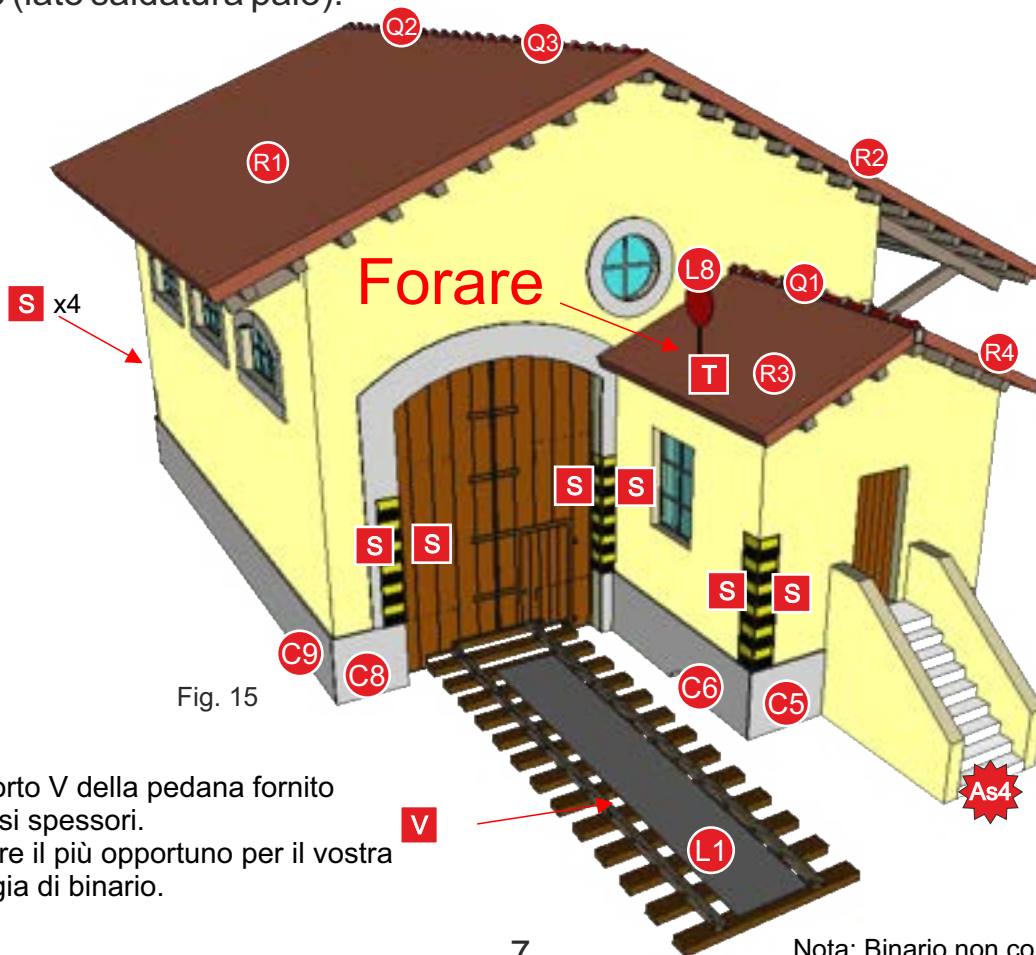 (lato saldatura palo).
Q2
Q3
R1
R2
L8
Q1
Forare
S x4
T
R3
R4
S
S
S
S
S
S
C9
C8
C6
C5
Fig. 15
As4
orto V della pedana fornito
si spessori.
V
re il più opportuno per il vostra
gia di binario.
L1
7
Nota: Binario non co